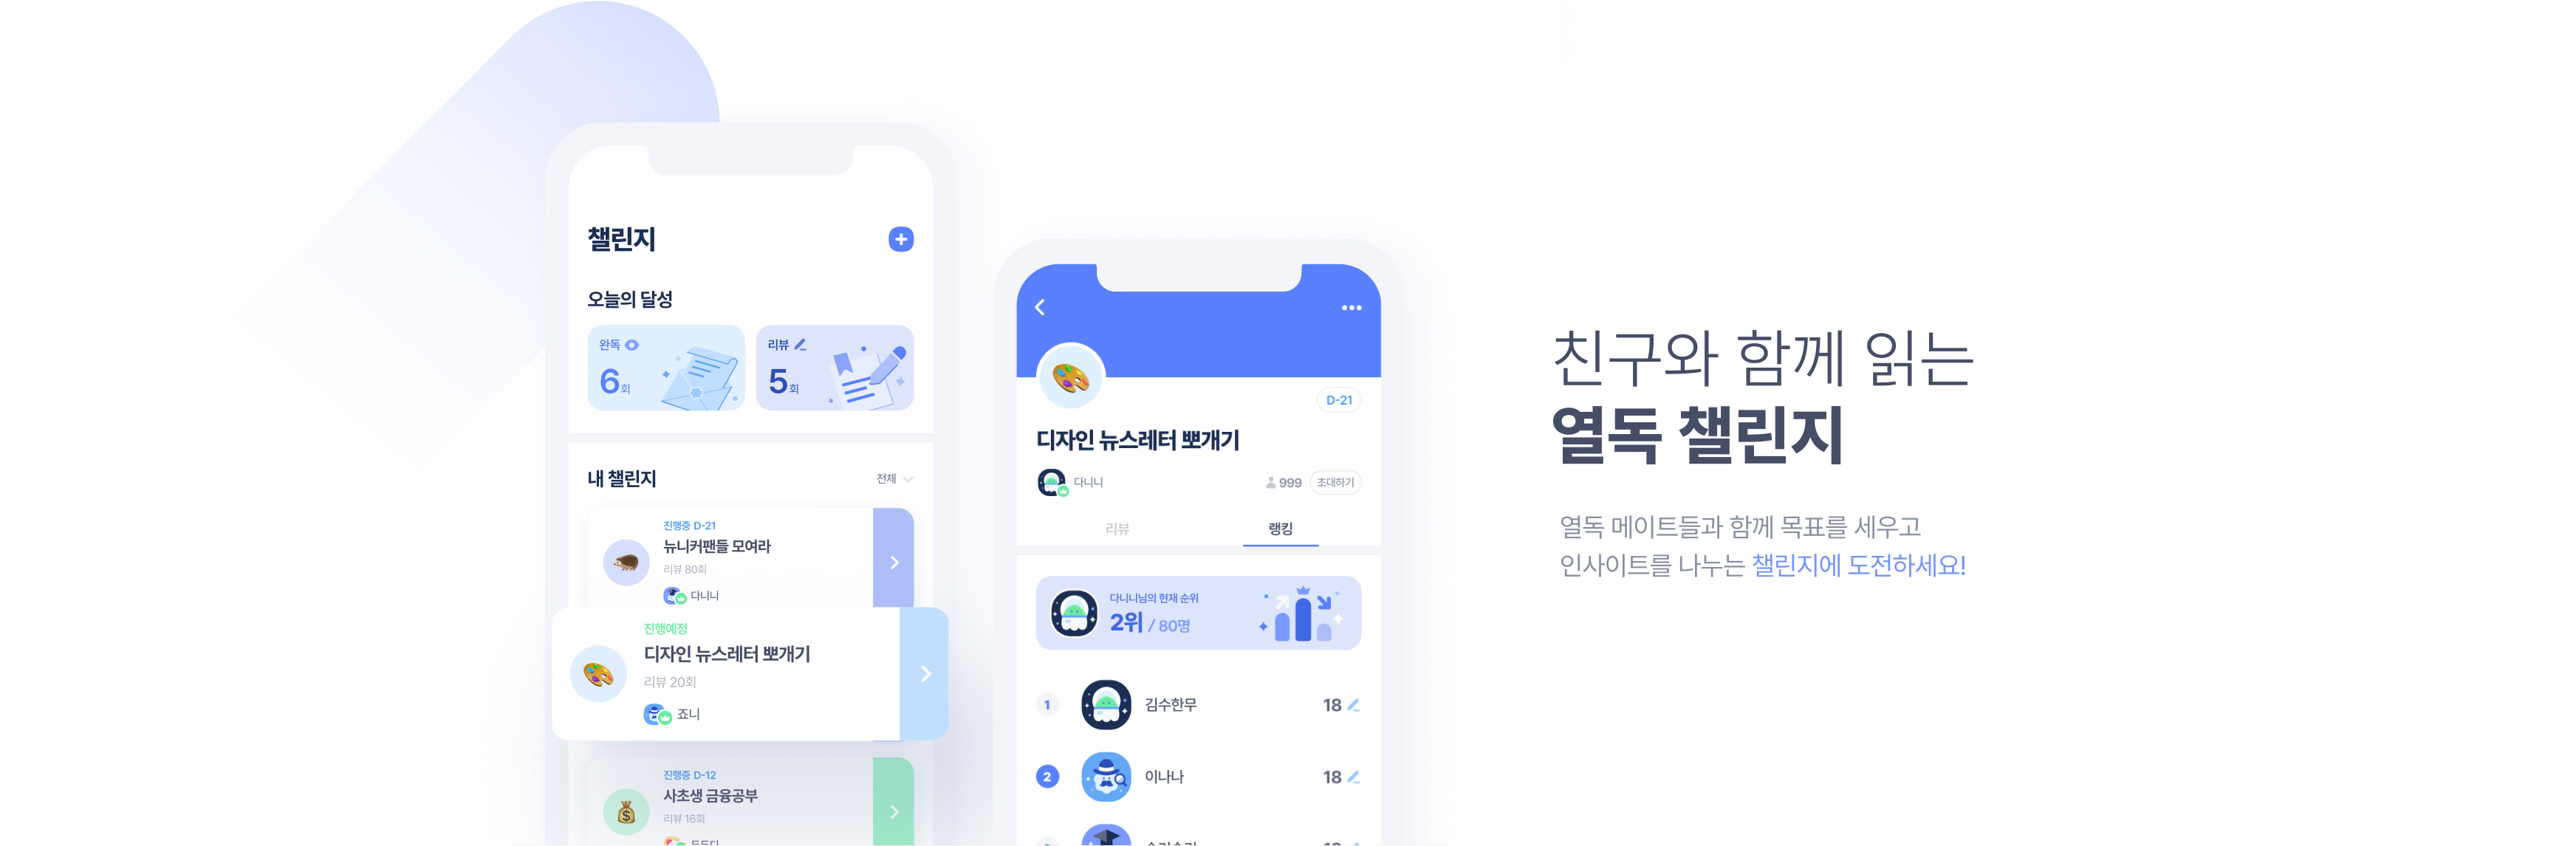 챌린지
오늘의 달성
완독
6회
리뷰
5회
내 챌린지
전체
진행중 D-21
뉴니커팬들 모여라
리뷰 80회
다니니
진행예정
디자인 뉴스레터 뽀개기
리뷰 20회
죠니
진행중 D-12
사초생 금융공부
리뷰 16회
D-21
디자인 뉴스레터 뽀개기
다니니
999 초대하기
리뷰 랭킹
다니니님의 현재 순위
2위 / 80명
1 김수한무 18
2 이나나 18
친구와 함께 읽는
열독 챌린지
열독 메이트들과 함께 목표를 세우고
인사이트를 나누는 챌린지에 도전하세요!